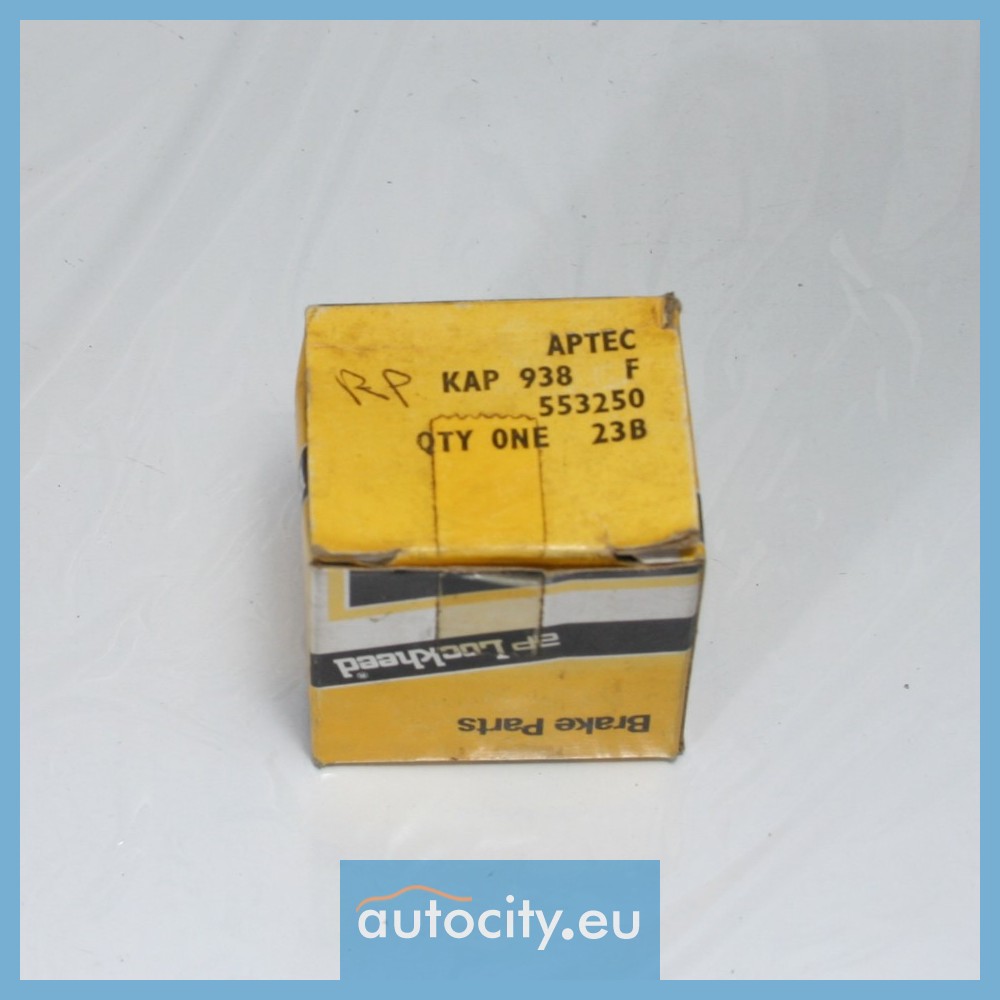 APTEC
RP KAP 938 F
553250
QTY ONE 23B
AP Lockheed®
Brake Parts
autocity.eu